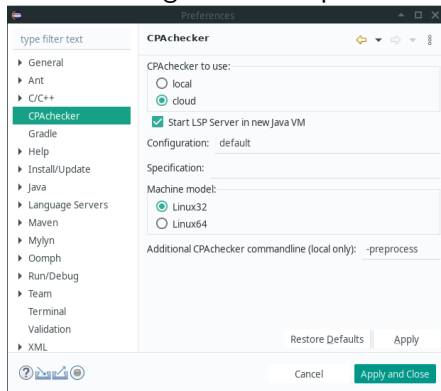 Preferences
type filter text
CPAchecker
General
Ant
C/C++
CPAchecker
Gradle
Help
Install/Update
Java
Language Servers
Maven
Mylyn
Oomph
Run/Debug
Team
Terminal
Validation
XML
CPAchecker to use:
local
cloud
Start LSP Server in new Java VM
Configuration: default
Specification:
Machine model:
Linux32
Linux64
Additional CPAchecker commandline (local only): -preprocess
Restore Defaults Apply
Cancel Apply and Close